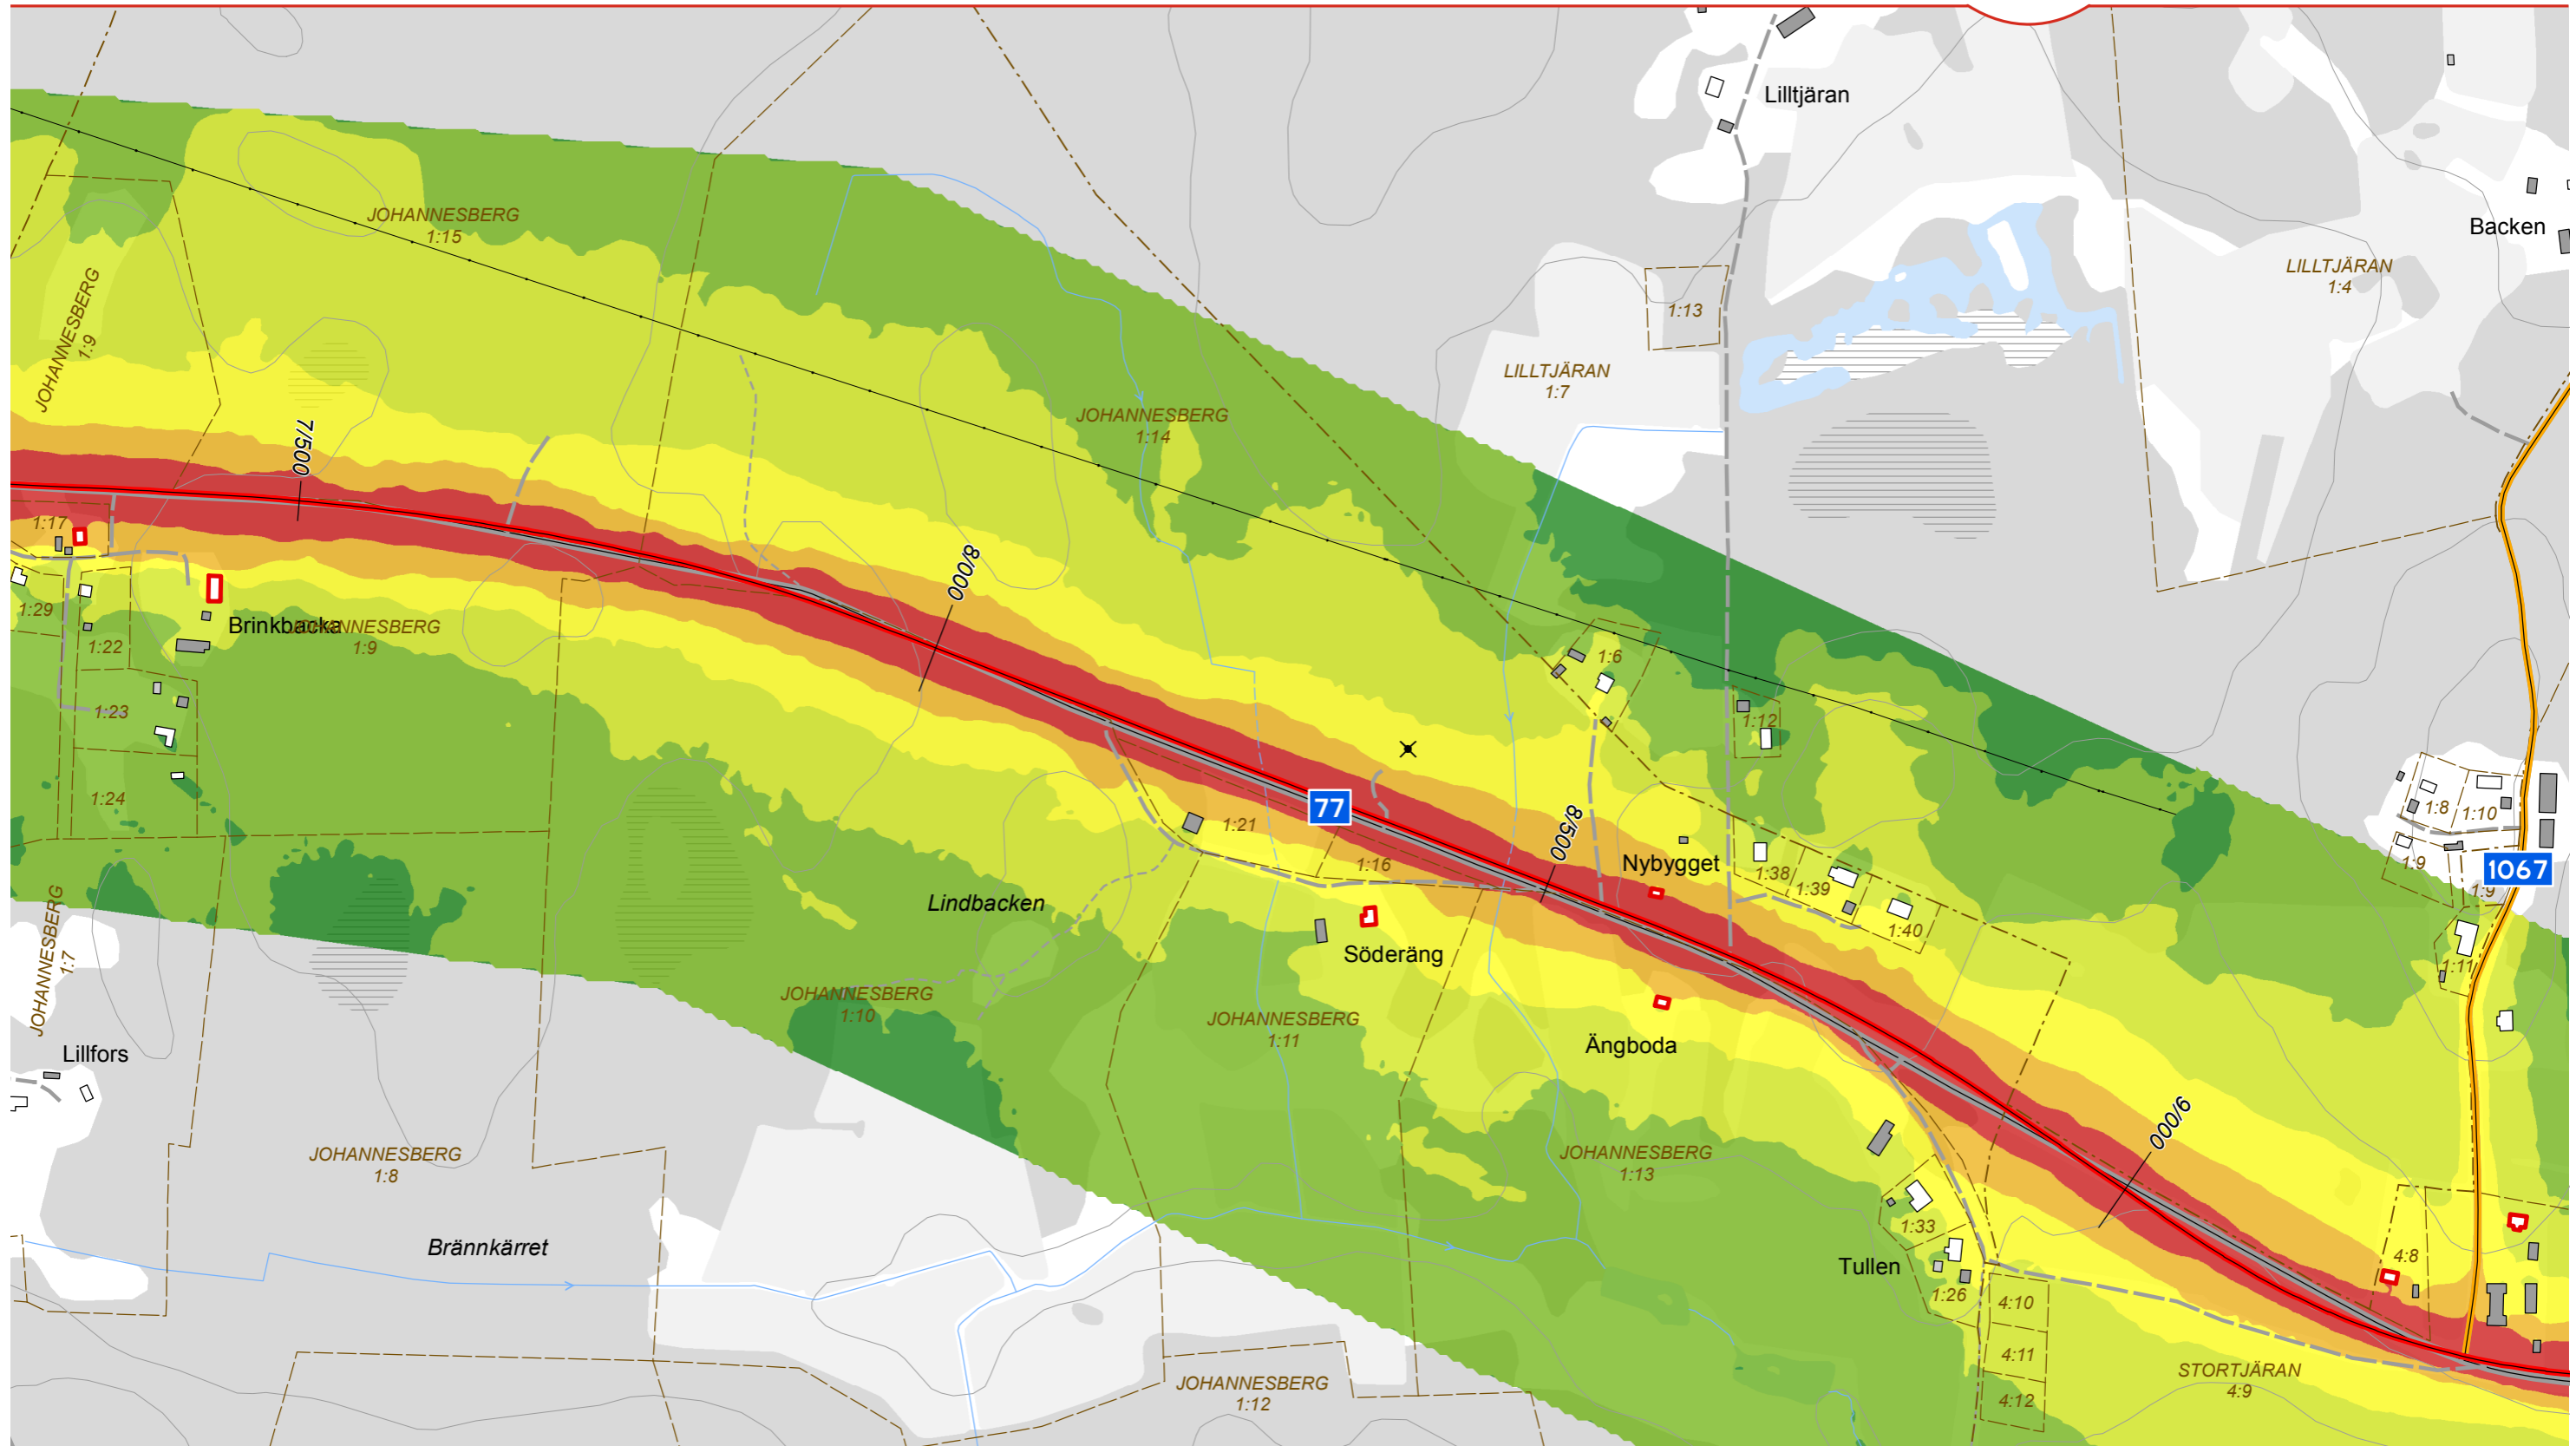 Lilltjäran
Backen
JOHANNESBERG
1:15
LILLTJÄRAN
1:4
JOHANNESBERG
1:9
1:13
LILLTJÄRAN
1:7
JOHANNESBERG
1:14
7/500
1:17
8/000
1:29
Brinkbacka
JOHANNESBERG
1:9
1:22
1:6
1:23
1:12
1:24
77
1:21
8/500
1:8
1:10
1:16
Nybygget
1:38
1:39
1:9
1067
1:9
JOHANNESBERG
1:7
Lindbacken
1:40
Söderäng
1:11
JOHANNESBERG
1:10
JOHANNESBERG
1:11
Ängboda
Lillfors
9/000
JOHANNESBERG
1:8
JOHANNESBERG
1:13
1:33
Brännkärret
Tullen
4:8
1:26
4:10
4:11
JOHANNESBERG
1:12
STORTJÄRAN
4:9
4:12